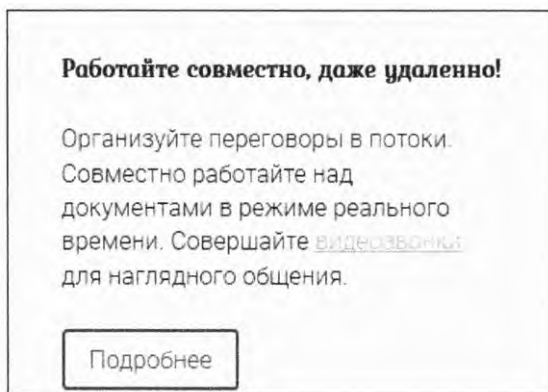 Работайте совместно, даже удаленно!
Организуйте переговоры в потоки.
Совместно работайте над
документами в режиме реального
времени. Совершайте видеозвонки
для наглядного общения.
Подробнее